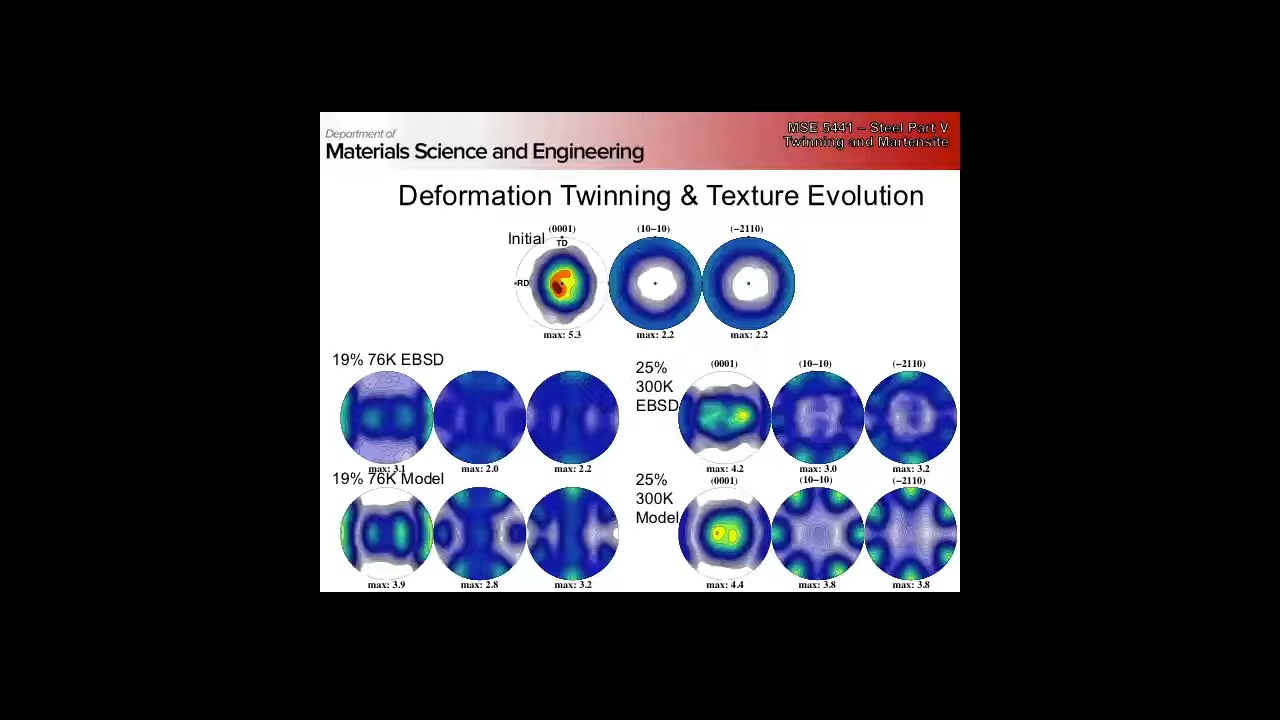 Department of
Materials Science and Engineering
MSE 5441 – Steel Part V
Twinning and Martensite
Deformation Twinning & Texture Evolution
Initial
(0001)
(10−10)
(−2110)
TD
RD
max: 5.3
max: 2.2
max: 2.2
19% 76K EBSD
max: 3.1
max: 2.0
max: 2.2
25%
300K
EBSD
(0001)
(10−10)
(−2110)
max: 4.2
max: 3.0
max: 3.2
19% 76K Model
max: 3.9
max: 2.8
max: 3.2
25%
300K
Model
(0001)
(10−10)
(−2110)
max: 4.4
max: 3.8
max: 3.8